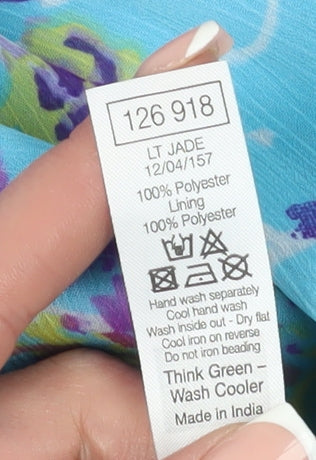 126 918
LT JADE
12/04/157
100% Polyester
Lining
100% Polyester
Hand wash separately
Cool hand wash
Wash inside out - Dry flat
Cool iron on reverse
Do not iron beading
Think Green –
Wash Cooler
Made in India